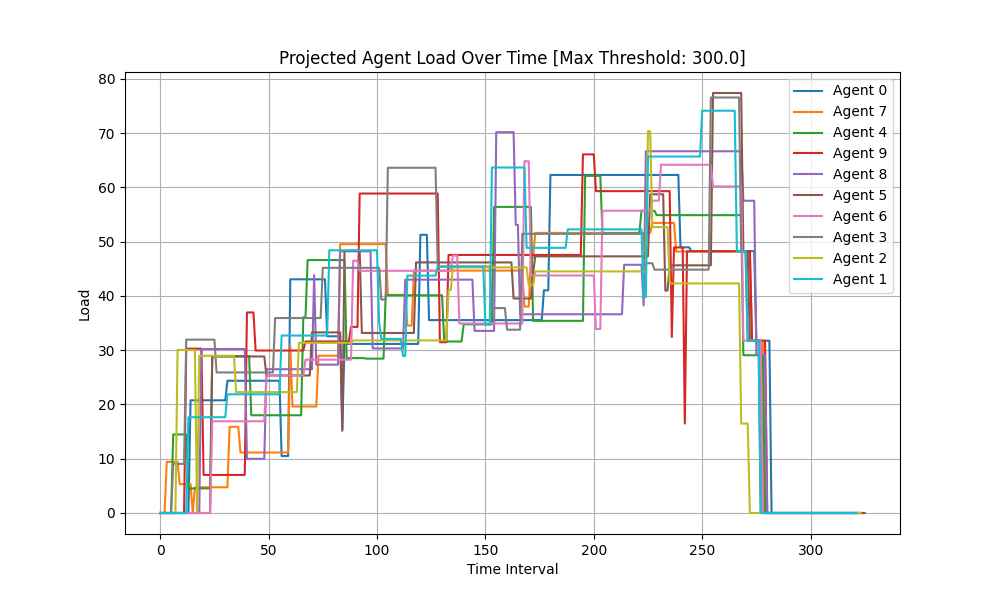 Projected Agent Load Over Time [Max Threshold: 300.0]
80
70
60
50
40
30
20
10
0
Load
0 50 100 150 200 250 300
Time Interval
Agent 0
Agent 7
Agent 4
Agent 9
Agent 8
Agent 5
Agent 6
Agent 3
Agent 2
Agent 1